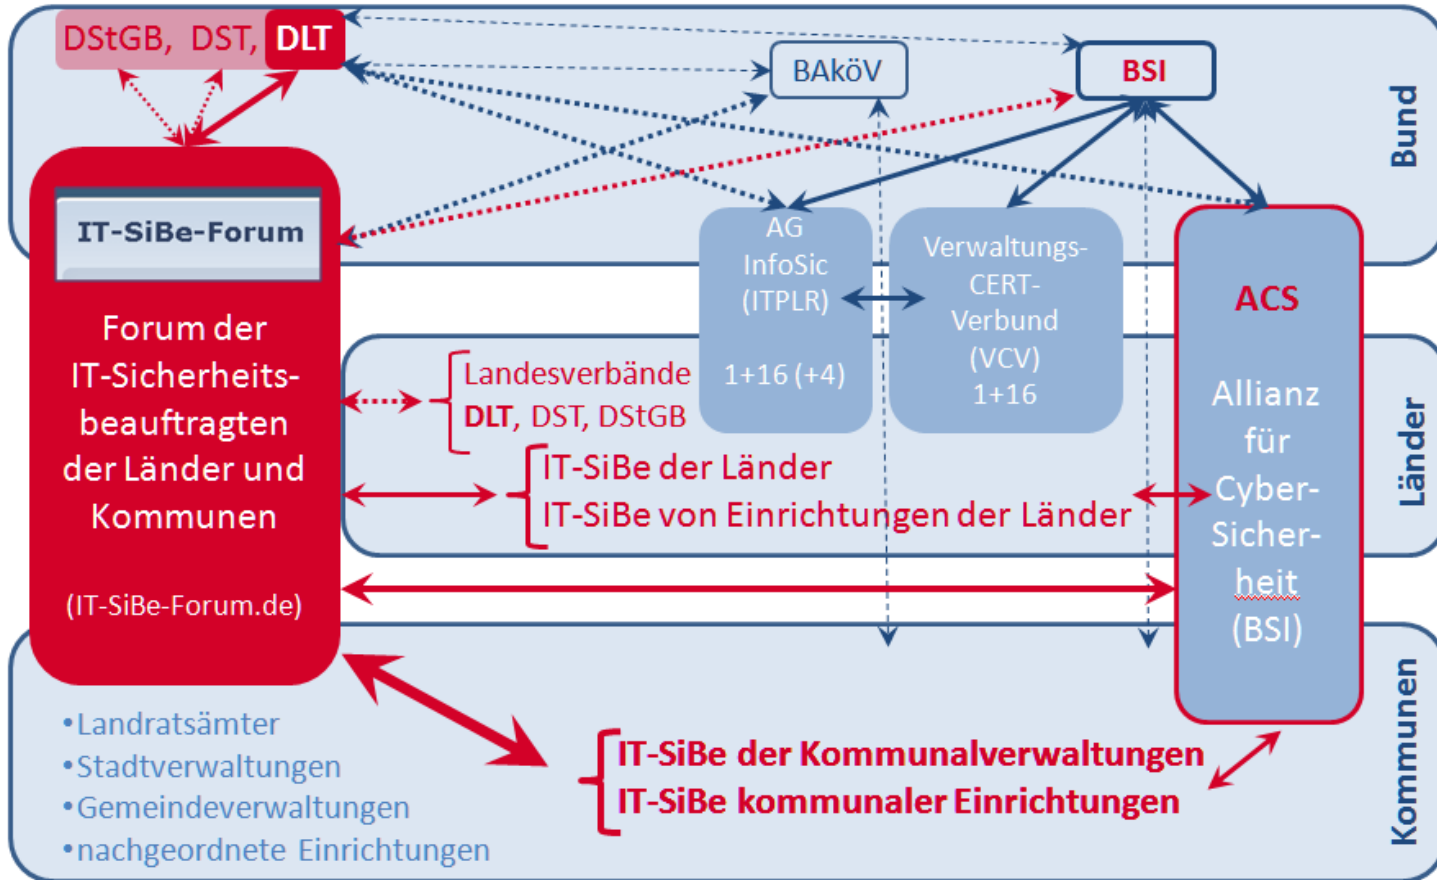 DStGB, DST, DLT
BAköV
BSI
Bund
IT-SiBe-Forum
Forum der
IT-Sicherheits-
beauftragten
der Länder und
Kommunen
(IT-SiBe-Forum.de)
AG
InfoSic
(ITPLR)
1+16 (+4)
Verwaltungs-
CERT-
Verbund
(VCV)
1+16
ACS
Allianz
für
Cyber-
Sicher-
heit
(BSI)
Landesverbände
DLT, DST, DStGB
IT-SiBe der Länder
IT-SiBe von Einrichtungen der Länder
Länder
•Landratsämter
•Stadtverwaltungen
•Gemeindeverwaltungen
•nachgeordnete Einrichtungen
IT-SiBe der Kommunalverwaltungen
IT-SiBe kommunaler Einrichtungen
Kommunen